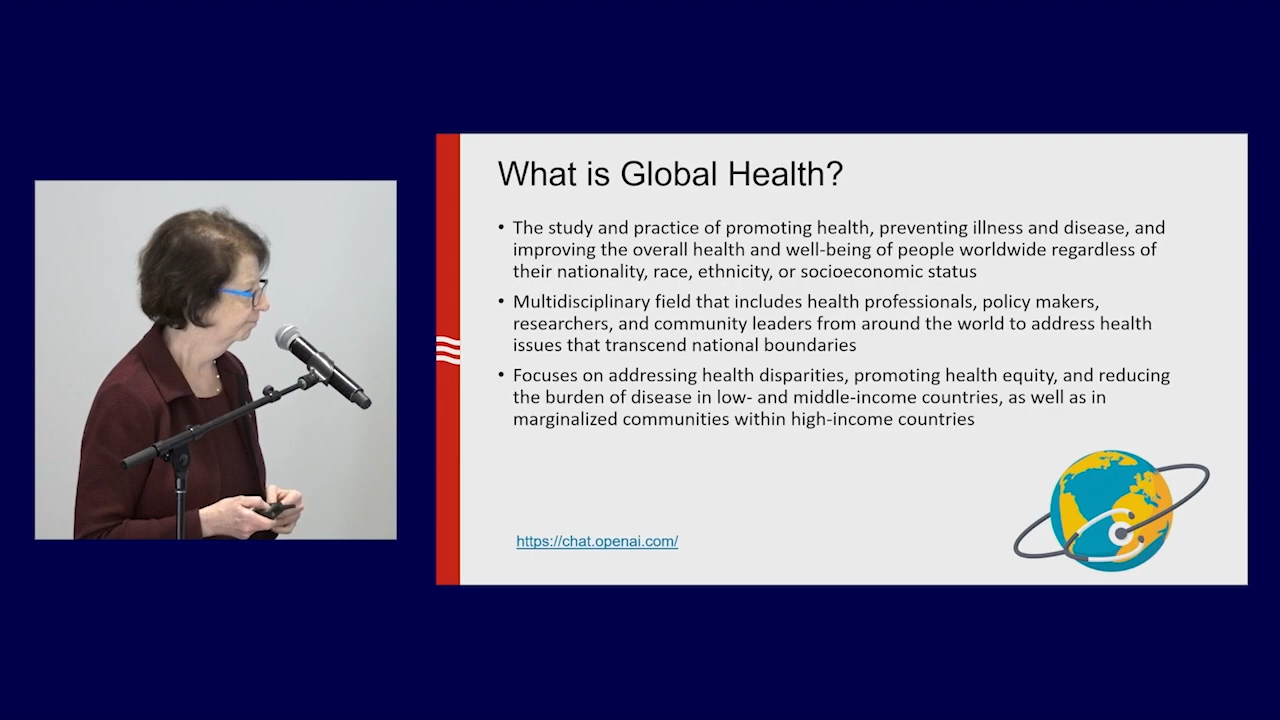 What is Global Health?
• The study and practice of promoting health, preventing illness and disease, and
improving the overall health and well-being of people worldwide regardless of
their nationality, race, ethnicity, or socioeconomic status
• Multidisciplinary field that includes health professionals, policy makers,
researchers, and community leaders from around the world to address health
issues that transcend national boundaries
• Focuses on addressing health disparities, promoting health equity, and reducing
the burden of disease in low- and middle-income countries, as well as in
marginalized communities within high-income countries
https://chat.openai.com/